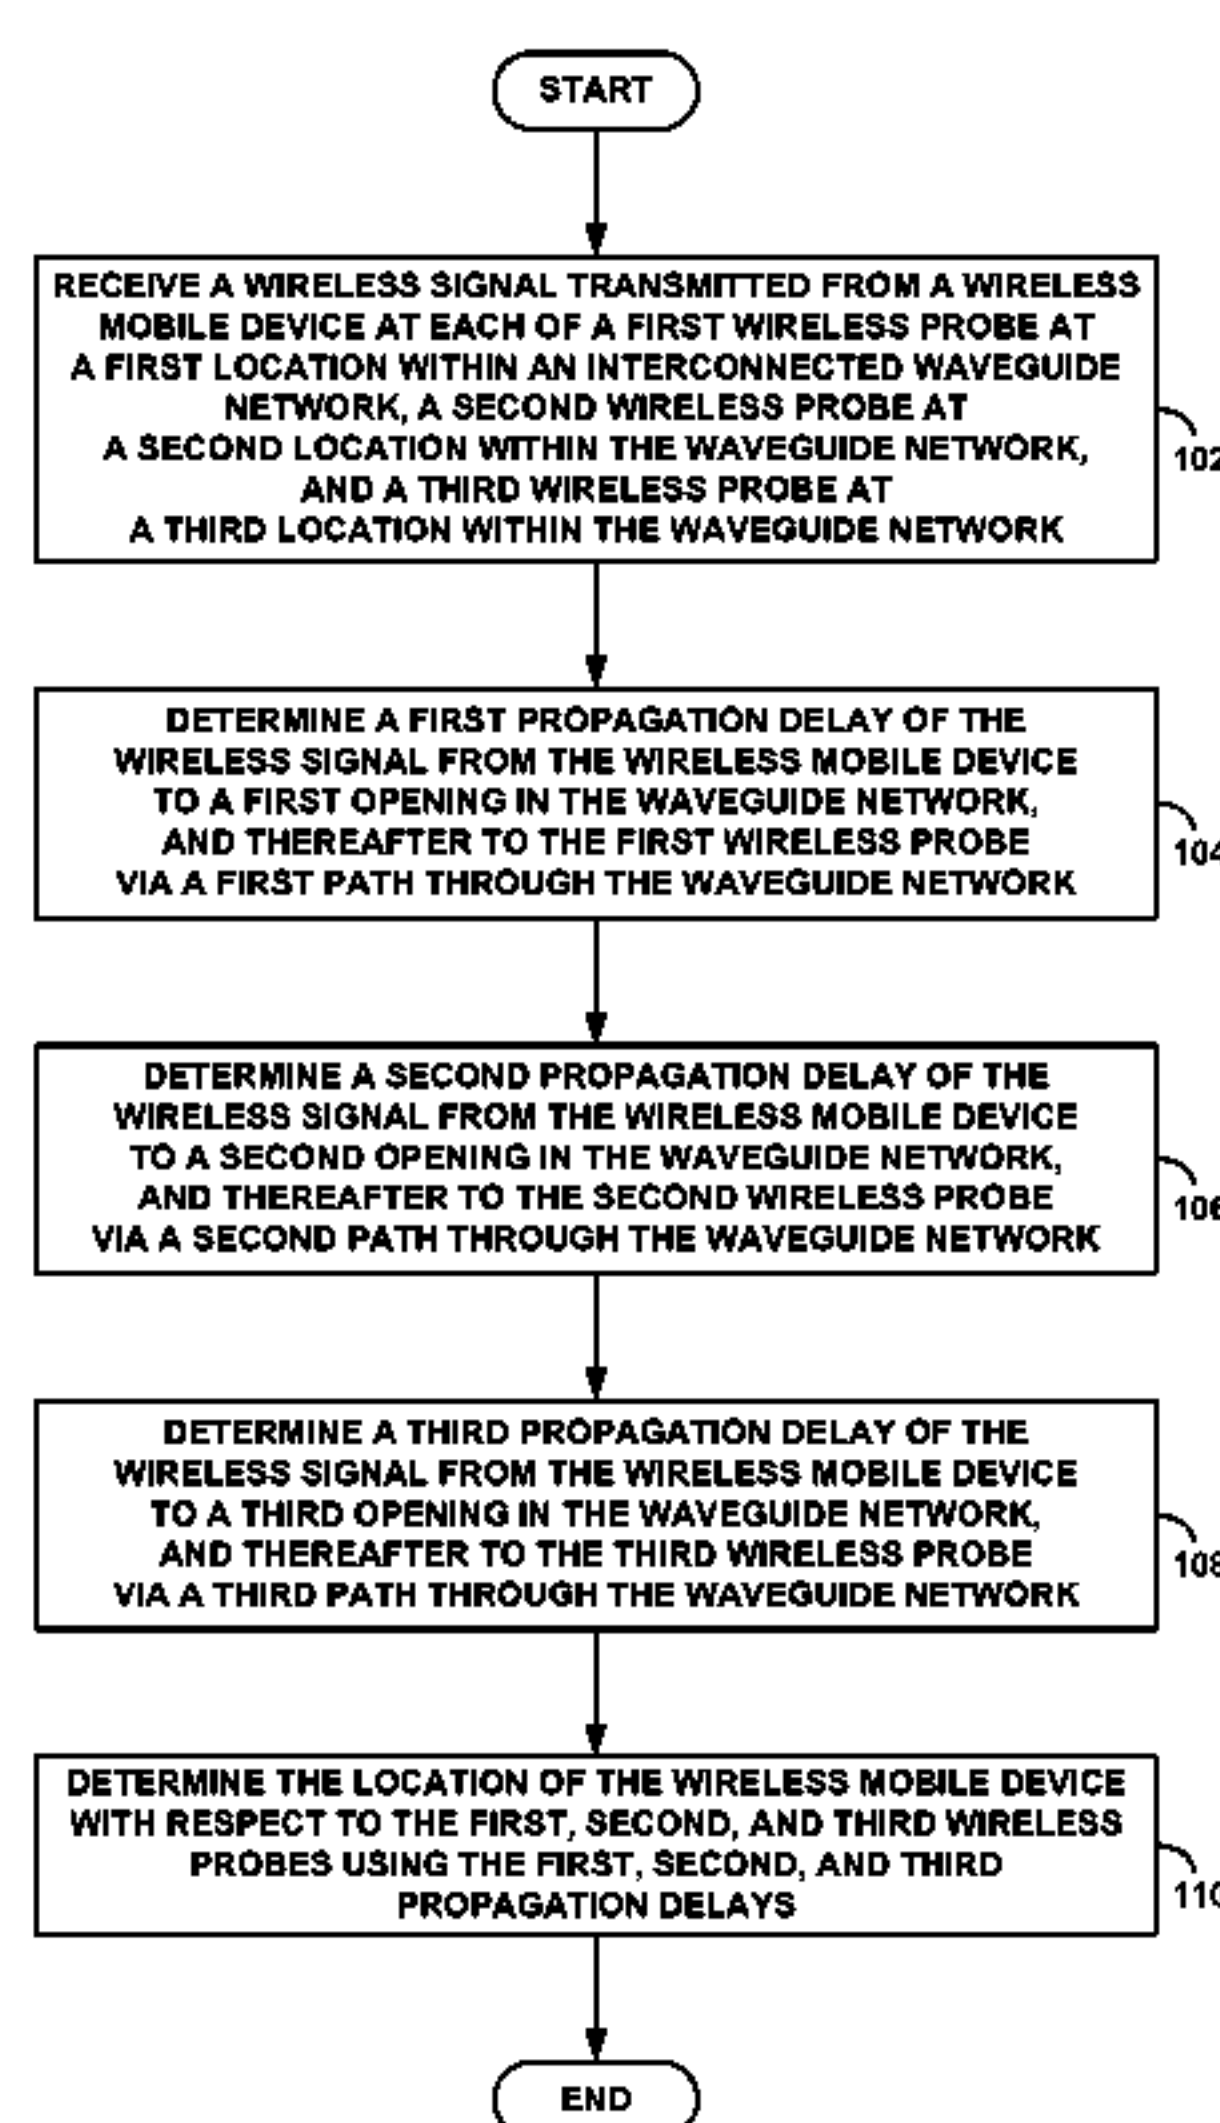 START
RECEIVE A WIRELESS SIGNAL TRANSMITTED FROM A WIRELESS
MOBILE DEVICE AT EACH OF A FIRST WIRELESS PROBE AT
A FIRST LOCATION WITHIN AN INTERCONNECTED WAVEGUIDE
NETWORK, A SECOND WIRELESS PROBE AT
A SECOND LOCATION WITHIN THE WAVEGUIDE NETWORK,
AND A THIRD WIRELESS PROBE AT
A THIRD LOCATION WITHIN THE WAVEGUIDE NETWORK
102
DETERMINE A FIRST PROPAGATION DELAY OF THE
WIRELESS SIGNAL FROM THE WIRELESS MOBILE DEVICE
TO A FIRST OPENING IN THE WAVEGUIDE NETWORK,
AND THEREAFTER TO THE FIRST WIRELESS PROBE
VIA A FIRST PATH THROUGH THE WAVEGUIDE NETWORK
104
DETERMINE A SECOND PROPAGATION DELAY OF THE
WIRELESS SIGNAL FROM THE WIRELESS MOBILE DEVICE
TO A SECOND OPENING IN THE WAVEGUIDE NETWORK,
AND THEREAFTER TO THE SECOND WIRELESS PROBE
VIA A SECOND PATH THROUGH THE WAVEGUIDE NETWORK
106
DETERMINE A THIRD PROPAGATION DELAY OF THE
WIRELESS SIGNAL FROM THE WIRELESS MOBILE DEVICE
TO A THIRD OPENING IN THE WAVEGUIDE NETWORK,
AND THEREAFTER TO THE THIRD WIRELESS PROBE
VIA A THIRD PATH THROUGH THE WAVEGUIDE NETWORK
108
DETERMINE THE LOCATION OF THE WIRELESS MOBILE DEVICE
WITH RESPECT TO THE FIRST, SECOND, AND THIRD WIRELESS
PROBES USING THE FIRST, SECOND, AND THIRD
PROPAGATION DELAYS
110
END